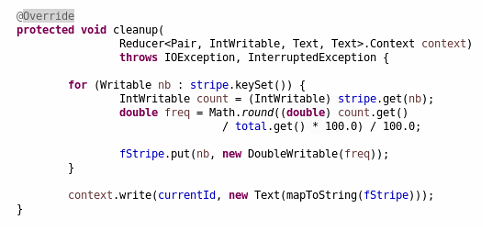 @Override
protected void cleanup(
Reducer<Pair, IntWritable, Text, Text>.Context context)
throws IOException, InterruptedException {
for (Writable nb : stripe.keySet()) {
IntWritable count = (IntWritable) stripe.get(nb);
double freq = Math.round((double) count.get()
/ total.get() * 100.0) / 100.0;
fStripe.put(nb, new DoubleWritable(freq));
}
context.write(currentId, new Text(mapToString(fStripe)));
}